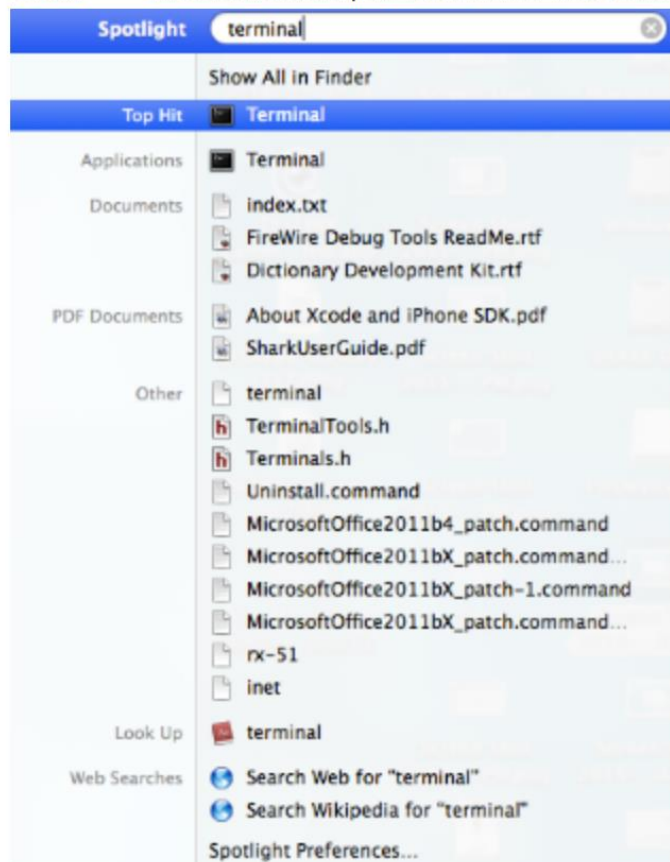 Spotlight terminal
Show All in Finder
Top Hit Terminal
Applications Terminal
Documents index.txt
FireWire Debug Tools ReadMe.rtf
Dictionary Development Kit.rtf
PDF Documents About Xcode and iPhone SDK.pdf
SharkUserGuide.pdf
Other terminal
TerminalTools.h
Terminals.h
Uninstall.command
MicrosoftOffice2011b4_patch.command
MicrosoftOffice2011bX_patch.command...
MicrosoftOffice2011bX_patch-1.command
MicrosoftOffice2011bX_patch.command...
rx-51
inet
Look Up terminal
Web Searches Search Web for "terminal"
Search Wikipedia for "terminal"
Spotlight Preferences...